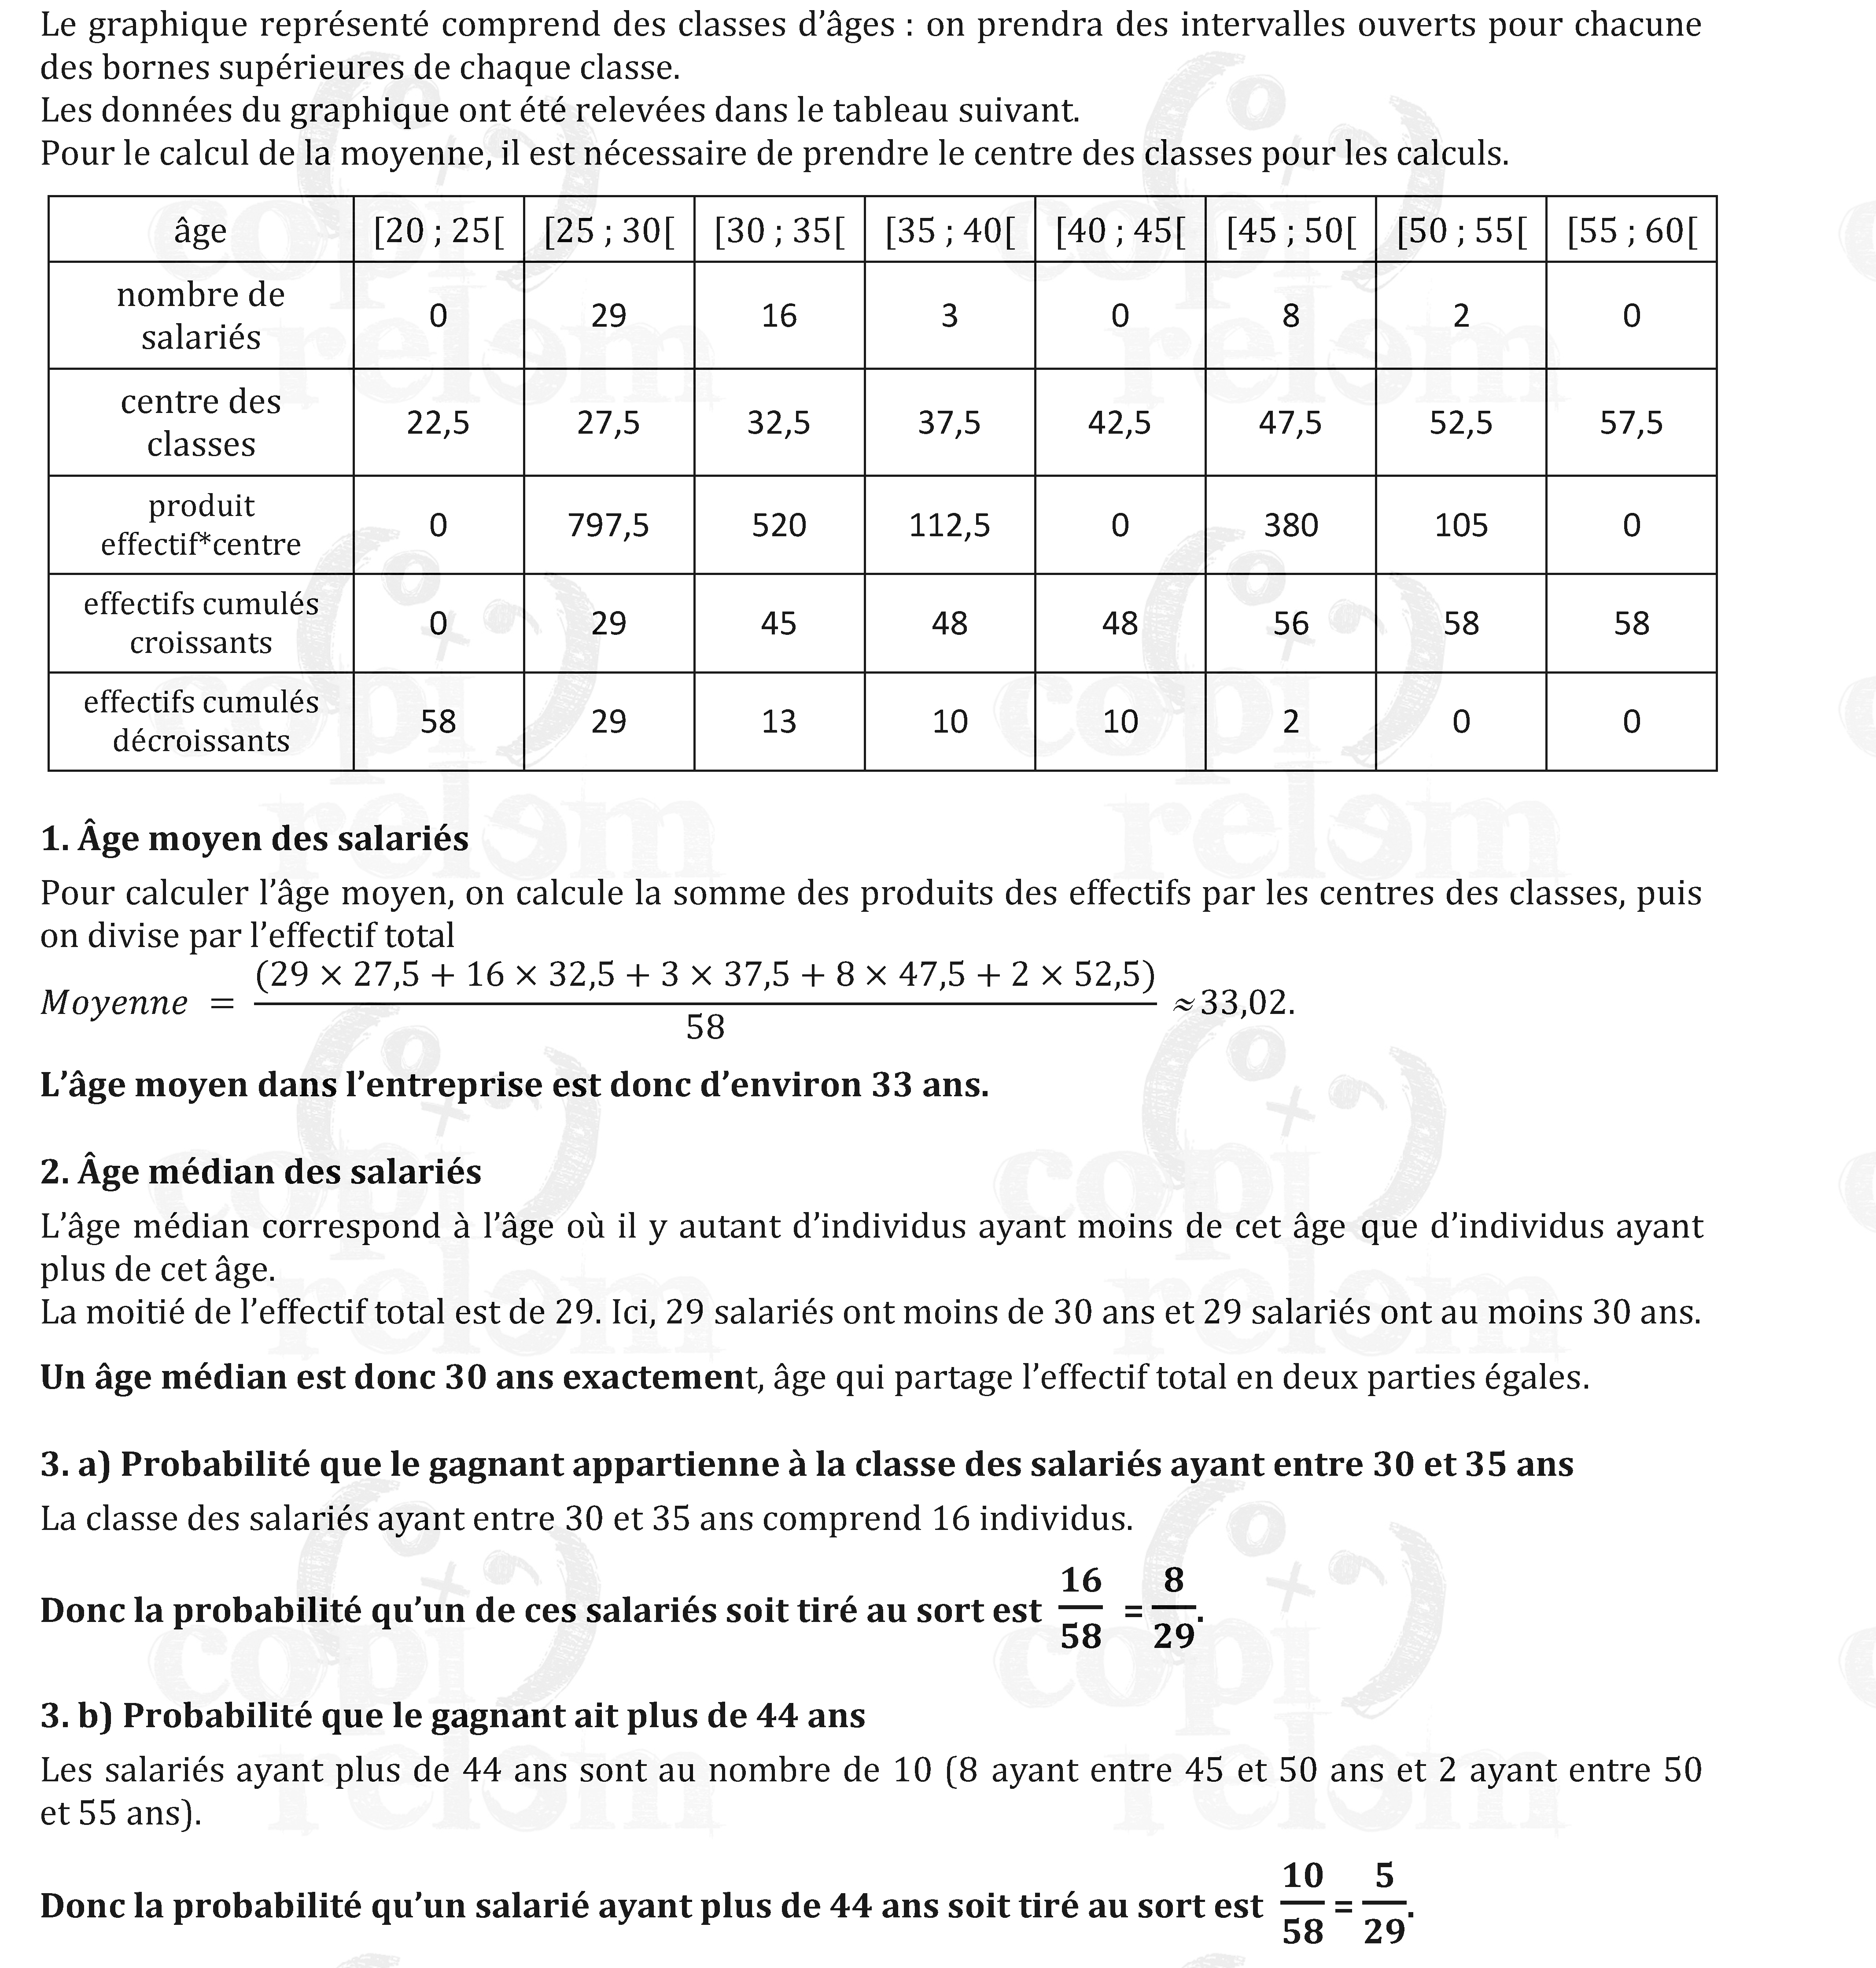 Le graphique représenté comprend des classes d’âges : on prendra des intervalles ouverts pour chacune
des bornes supérieures de chaque classe.
Les données du graphique ont été relevées dans le tableau suivant.
Pour le calcul de la moyenne, il est nécessaire de prendre le centre des classes pour les calculs.
âge [20 ; 25[ [25 ; 30[ [30 ; 35[ [35 ; 40[ [40 ; 45[ [45 ; 50[ [50 ; 55[ [55 ; 60[
nombre de
salariés 0 29 16 3 0 8 2 0
centre des
classes 22,5 27,5 32,5 37,5 42,5 47,5 52,5 57,5
produit
effectif*centre 0 797,5 520 112,5 0 380 105 0
effectifs cumulés
croissants 0 29 45 48 48 56 58 58
effectifs cumulés
décroissants 58 29 13 10 10 2 0 0
1. Âge moyen des salariés
Pour calculer l’âge moyen, on calcule la somme des produits des effectifs par les centres des classes, puis
on divise par l’effectif total
Moyenne = (29 × 27,5 + 16 × 32,5 + 3 × 37,5 + 8 × 47,5 + 2 × 52,5) / 58 ≈ 33,02.
L’âge moyen dans l’entreprise est donc d’environ 33 ans.
2. Âge médian des salariés
L’âge médian correspond à l’âge où il y autant d’individus ayant moins de cet âge que d’individus ayant
plus de cet âge.
La moitié de l’effectif total est de 29. Ici, 29 salariés ont moins de 30 ans et 29 salariés ont au moins 30 ans.
Un âge médian est donc 30 ans exactement, âge qui partage l’effectif total en deux parties égales.
3. a) Probabilité que le gagnant appartienne à la classe des salariés ayant entre 30 et 35 ans
La classe des salariés ayant entre 30 et 35 ans comprend 16 individus.
Donc la probabilité qu’un de ces salariés soit tiré au sort est 16/58 = 8/29.
3. b) Probabilité que le gagnant ait plus de 44 ans
Les salariés ayant plus de 44 ans sont au nombre de 10 (8 ayant entre 45 et 50 ans et 2 ayant entre 50
et 55 ans).
Donc la probabilité qu’un salarié ayant plus de 44 ans soit tiré au sort est 10/58 = 5/29.